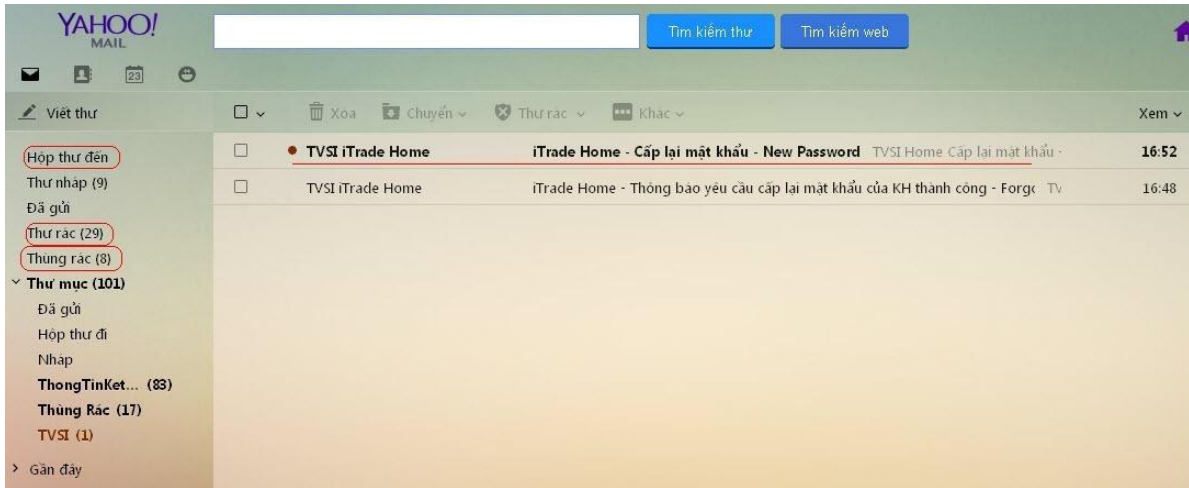 YAHOO!
MAIL
Tìm kiếm thư
Tìm kiếm web
23
Viết thư
Xóa
Chuyển
Thư rác
Khác
Xem
Hộp thư đến
TVSI iTrade Home
iTrade Home - Cấp lại mật khẩu - New Password
TVSI Home Cấp lại mật khẩu -
16:52
Thư nháp (9)
TVSI iTrade Home
iTrade Home - Thông báo yêu cầu cấp lại mật khẩu của KH thành công - Forgo
TV
16:48
Đã gửi
Thư rác (29)
Thùng rác (8)
Thư mục (101)
Đã gửi
Hộp thư đi
Nháp
ThongTinKet... (83)
Thùng Rác (17)
TVSI (1)
Gần đây